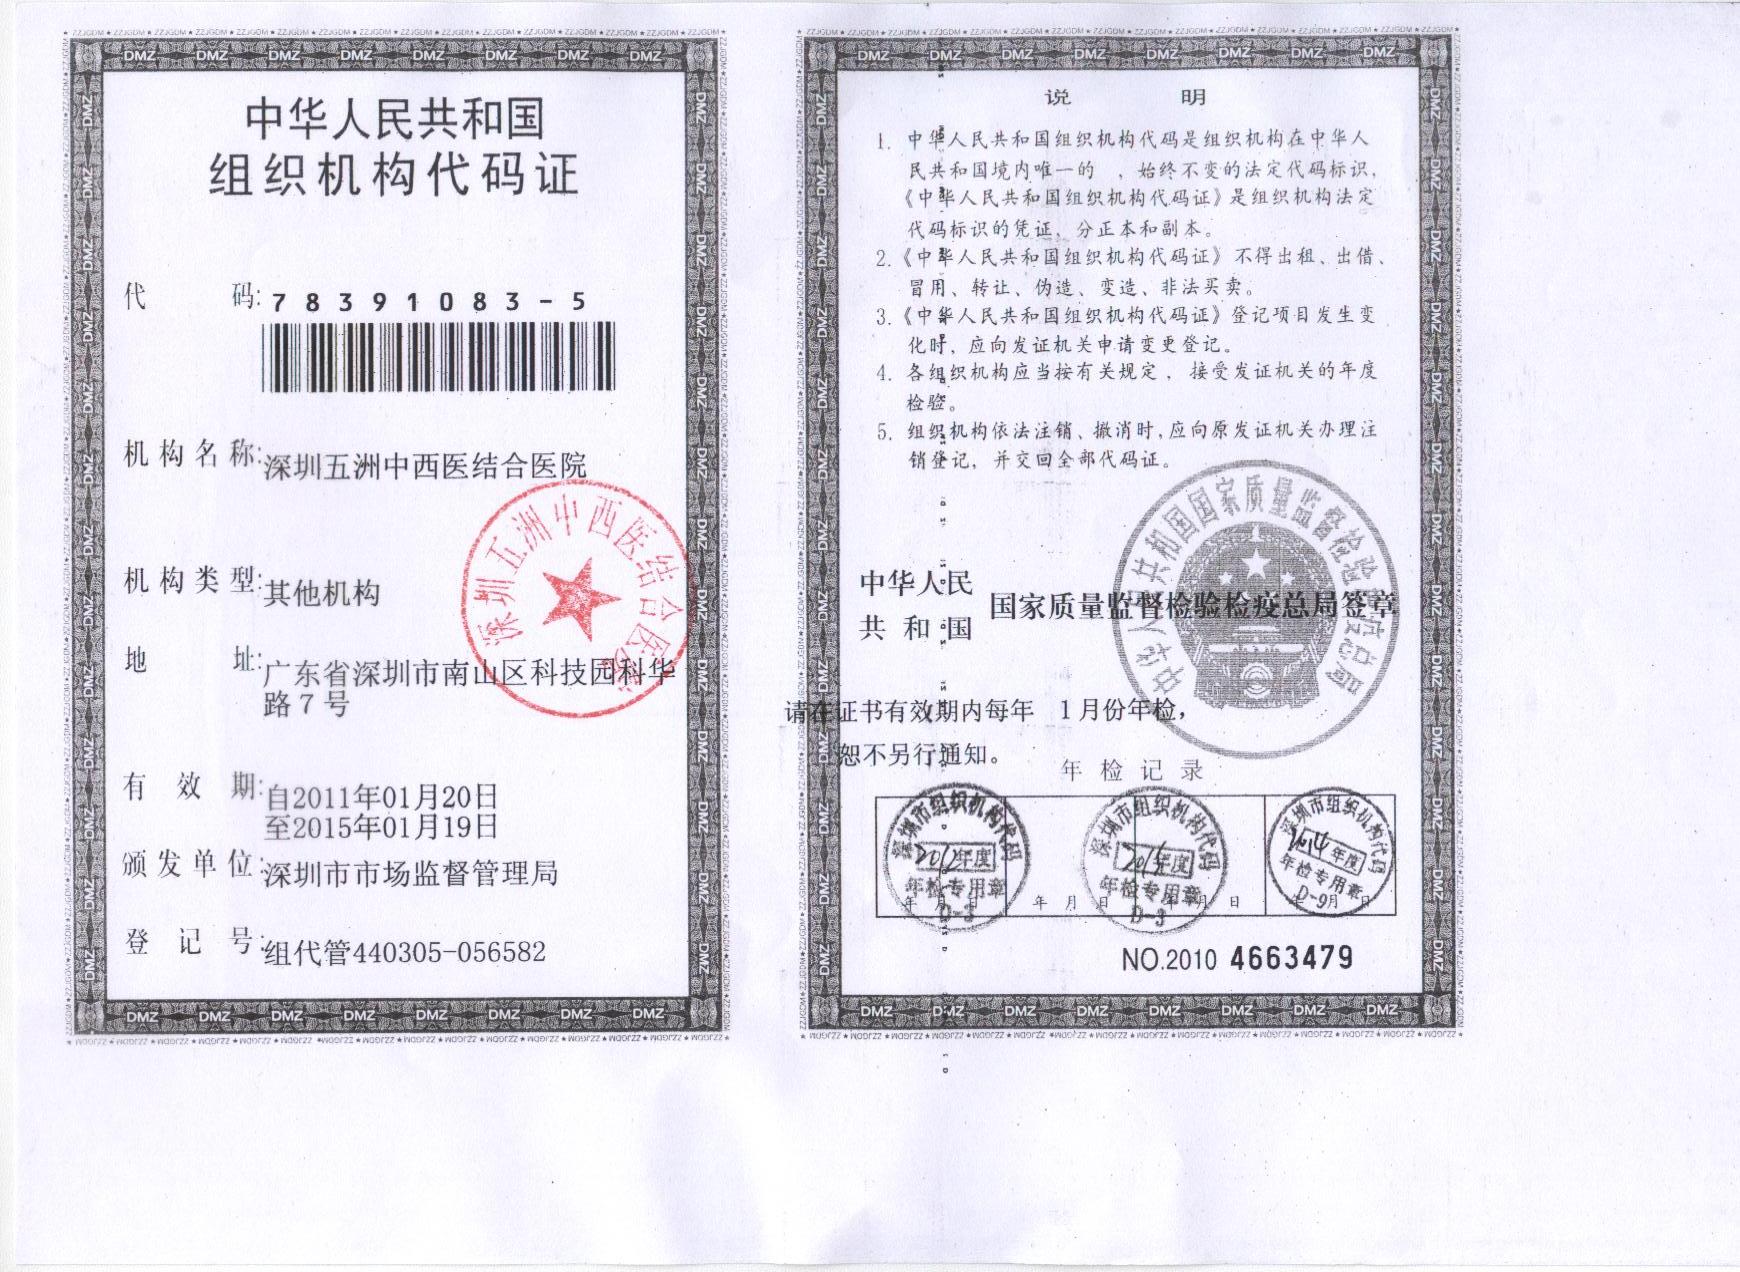 中华人民共和国
组织机构代码证
代 码: 78391083-5
机构名称: 深圳五洲中西医结合医院
机构类型: 其他机构
地 址: 广东省深圳市南山区科技园科华
路7号
有 效 期: 自2011年01月20日
至2015年01月19日
颁发单位: 深圳市市场监督管理局
登 记 号: 组代管440305-056582
深圳五洲中西医结合医院
说 明
1. 中华人民共和国组织机构代码是组织机构在中华人
民共和国境内唯一的 ，始终不变的法定代码标识，
《中华人民共和国组织机构代码证》是组织机构法定
代码标识的凭证，分正本和副本。
2.《中华人民共和国组织机构代码证》不得出租、出借、
冒用、转让、伪造、变造、非法买卖。
3.《中华人民共和国组织机构代码证》登记项目发生变
化时，应向发证机关申请变更登记。
4. 各组织机构应当按有关规定，接受发证机关的年度
检验。
5. 组织机构依法注销、撤消时，应向原发证机关办理注
销登记，并交回全部代码证。
中华人民
共 和 国 国家质量监督检验检疫总局签章
中华人民共和国国家质量监督检验检疫总局
请在证书有效期内每年 1月份年检，
恕不另行通知。
年 检 记 录
深圳市组织机构代码
2012年度
年检专用章
D-3
深圳市组织机构代码
年度
年检专用章
D-3
深圳市组织机构代码
2014年度
年检专用章
D-9
年 月 日 年 月 日 年 月 日 年 月 日
NO.2010 4663479
DMZ
ZZJGDM